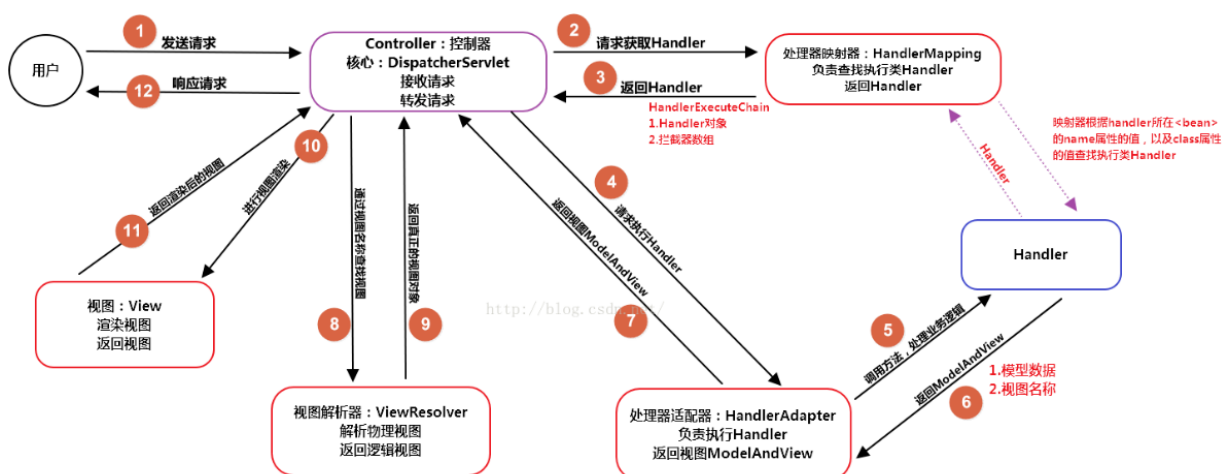 1
发送请求
用户
12
响应请求
Controller：控制器
核心：DispatcherServlet
接收请求
转发请求
2
请求获取Handler
3
返回Handler
HandlerExecuteChain
1.Handler对象
2.拦截器数组
处理器映射器：HandlerMapping
负责查找执行类Handler
返回Handler
Handler
映射器根据handler所在<bean>
的name属性的值，以及class属性
的值查找执行类Handler
Handler
4
请求执行Handler
5
调用方法，处理业务逻辑
返回ModelAndView
6
1.模型数据
2.视图名称
处理器适配器：HandlerAdapter
负责执行Handler
返回视图ModelAndView
7
返回视图ModelAndView
8
通过视图名称查找视图
9
返回真正的视图对象
视图解析器：ViewResolver
解析物理视图
返回逻辑视图
10
进行视图渲染
11
返回渲染后的视图
视图：View
渲染视图
返回视图
http://blog.csdn.net/